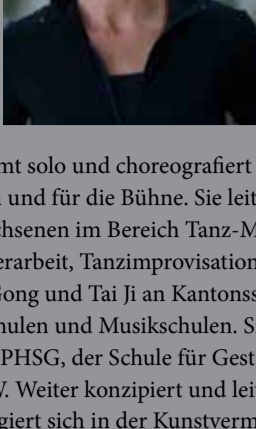 mt solo und choreografiert
und für die Bühne. Sie leit
chsenen im Bereich Tanz-M
erarbeit, Tanzimprovisation
Gong und Tai Ji an Kantonss
hulen und Musikschulen. S
PHSG, der Schule für Gest
. Weiter konzipiert und leit
giert sich in der Kunstverm